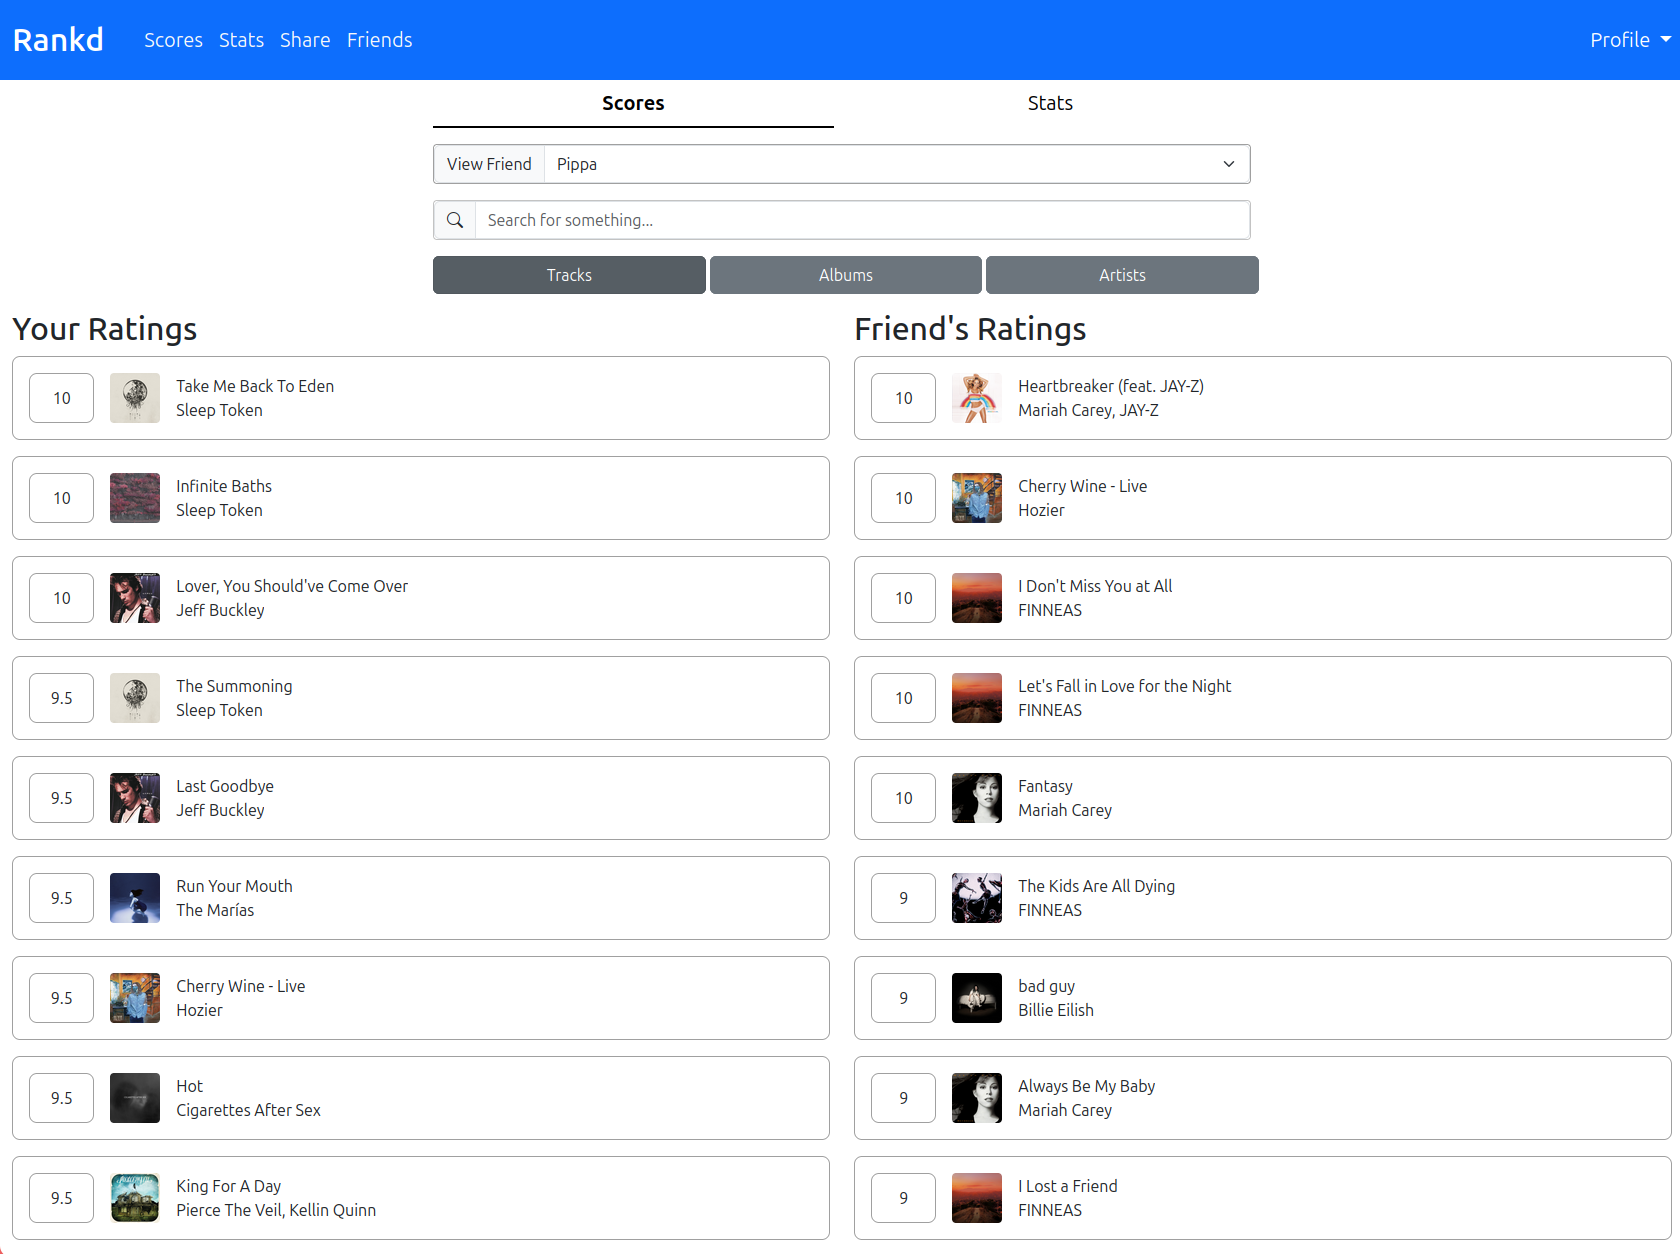 Rankd Scores Stats Share Friends Profile
Scores Stats
View Friend Pippa
Search for something...
Tracks Albums Artists
Your Ratings
10 Take Me Back To Eden
Sleep Token
10 Infinite Baths
Sleep Token
10 Lover, You Should've Come Over
Jeff Buckley
9.5 The Summoning
Sleep Token
9.5 Last Goodbye
Jeff Buckley
9.5 Run Your Mouth
The Marías
9.5 Cherry Wine - Live
Hozier
9.5 Hot
Cigarettes After Sex
9.5 King For A Day
Pierce The Veil, Kellin Quinn
Friend's Ratings
10 Heartbreaker (feat. JAY-Z)
Mariah Carey, JAY-Z
10 Cherry Wine - Live
Hozier
10 I Don't Miss You at All
FINNEAS
10 Let's Fall in Love for the Night
FINNEAS
10 Fantasy
Mariah Carey
9 The Kids Are All Dying
FINNEAS
9 bad guy
Billie Eilish
9 Always Be My Baby
Mariah Carey
9 I Lost a Friend
FINNEAS